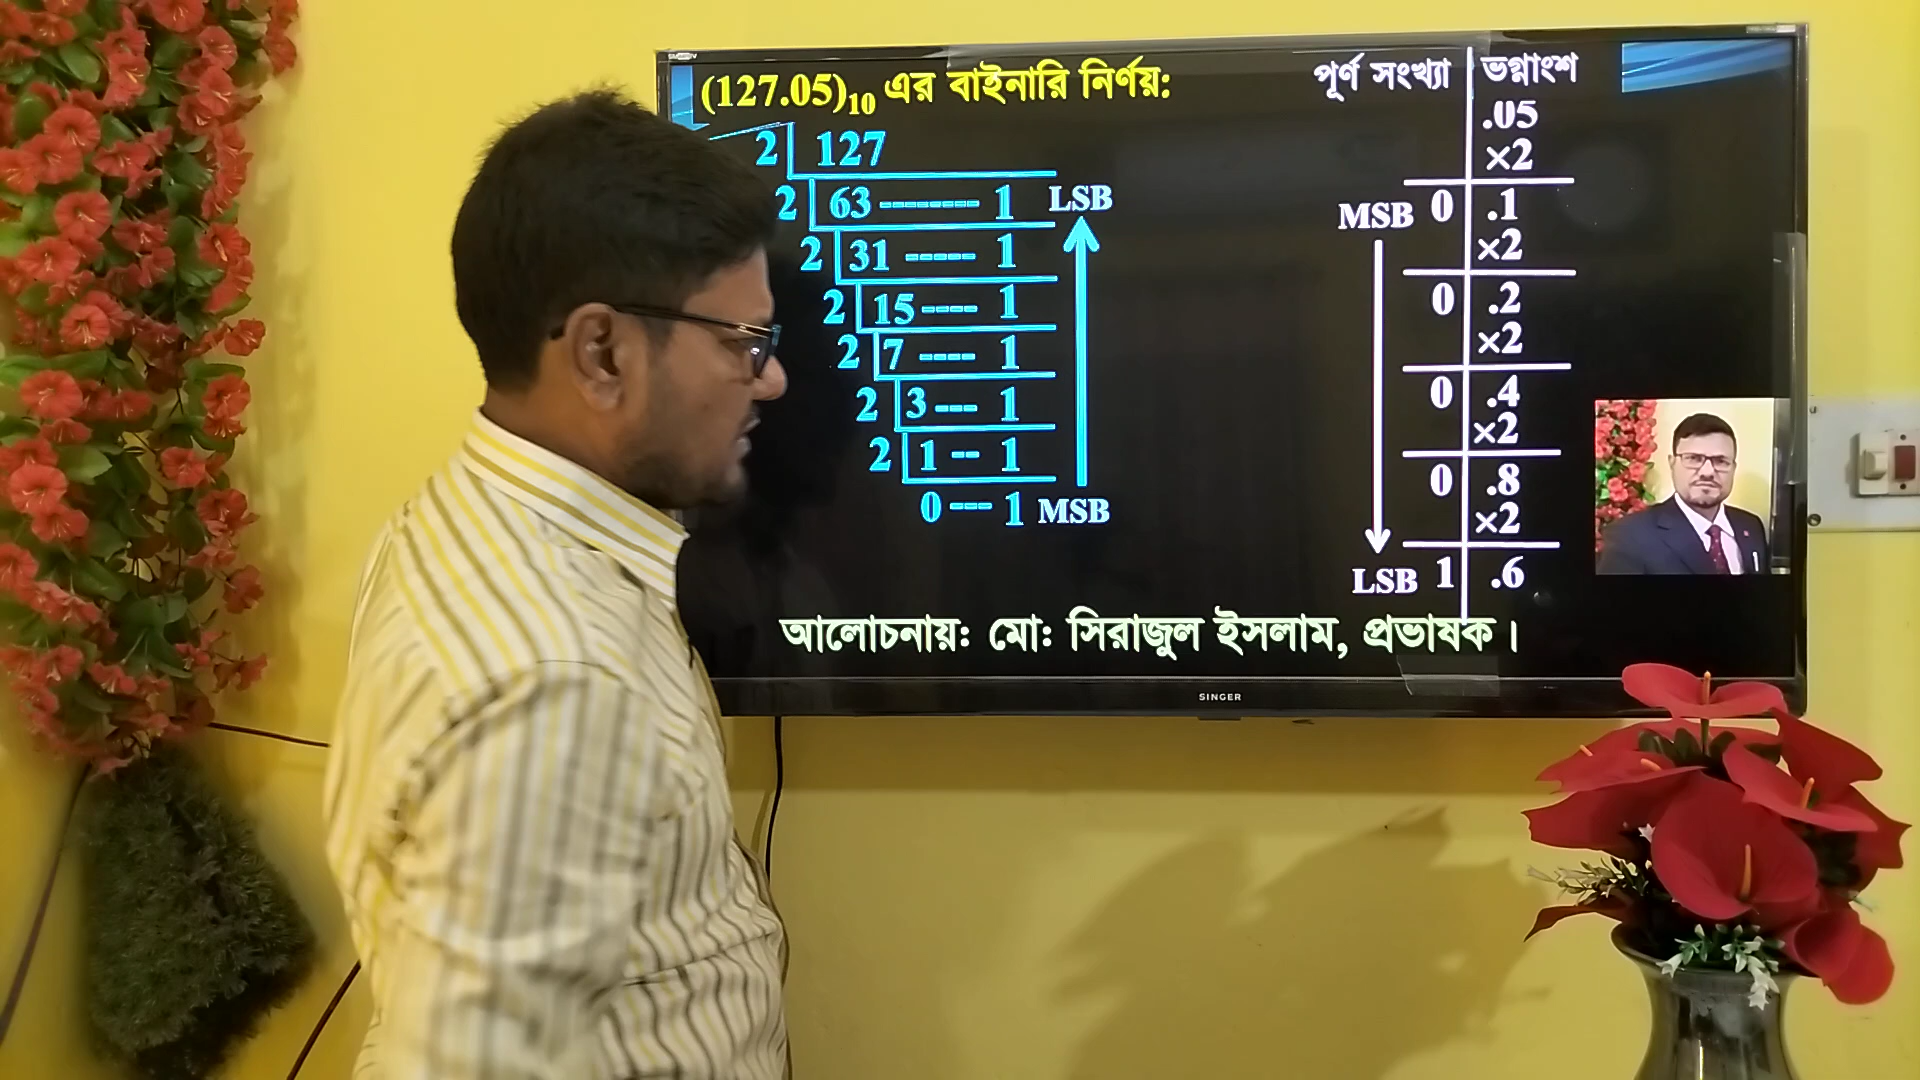 (127.05)10 এর বাইনারি নির্ণয়:
2 127
2 63 -------- 1 LSB
2 31 ----- 1
2 15 ---- 1
2 7 ---- 1
2 3 --- 1
2 1 -- 1
0 --- 1 MSB
পূর্ণ সংখ্যা ভগ্নাংশ
.05
×2
MSB 0 .1
×2
0 .2
×2
0 .4
×2
0 .8
×2
LSB 1 .6
আলোচনায়ঃ মোঃ সিরাজুল ইসলাম, প্রভাষক।
SINGER